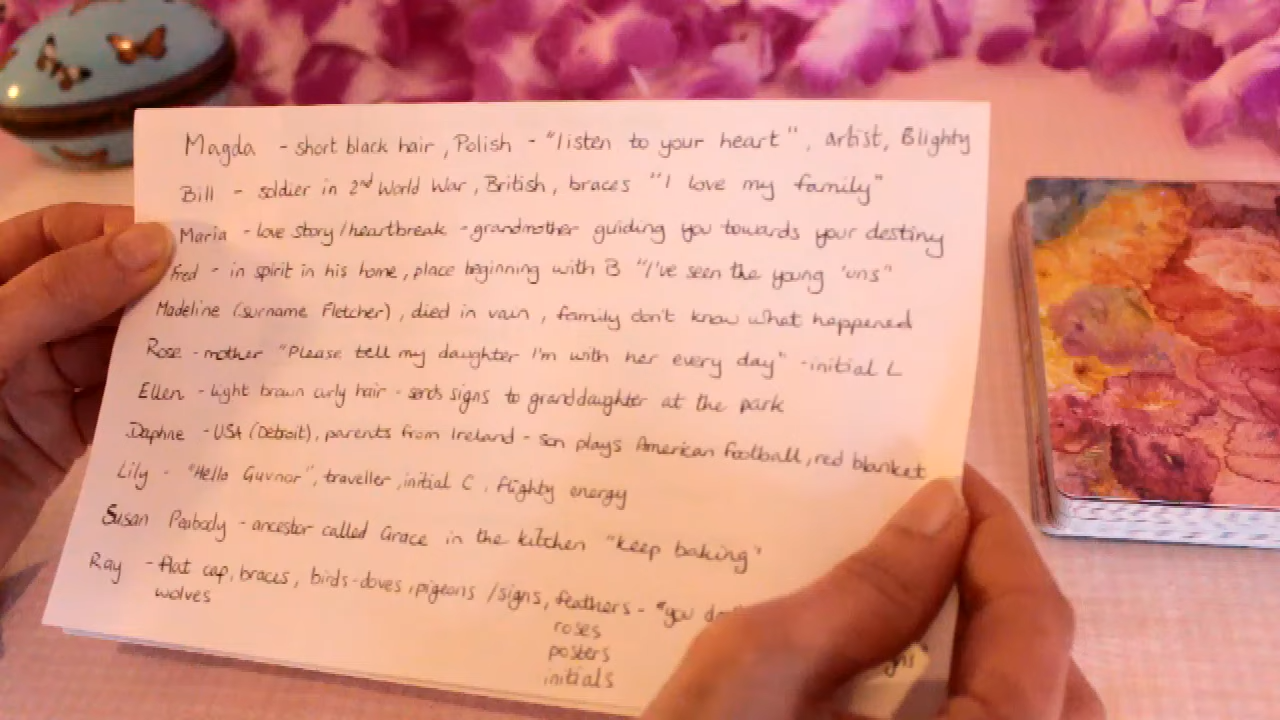 Magda - short black hair, Polish - "listen to your heart", artist, Blighty
Bill - soldier in 2nd World War, British, braces "I love my family"
Maria - love story/heartbreak - grandmother guiding you towards your destiny
Fred - in spirit in his home, place beginning with B "I've seen the young 'uns"
Madeline (surname Fletcher), died in vain, family don't know what happened
Rose - mother "Please tell my daughter I'm with her every day" - initial L
Ellen - light brown curly hair - sends signs to granddaughter at the park
Daphne - USA (Detroit), parents from Ireland - son plays American football, red blanket
Lily - "Hello Guvnor", traveller, initial C, flighty energy
Susan Peabody - ancestor called Grace in the kitchen "keep baking"
Ray - flat cap, braces, birds-doves, pigeons /signs, feathers - "you
wolves
roses
posters
initials